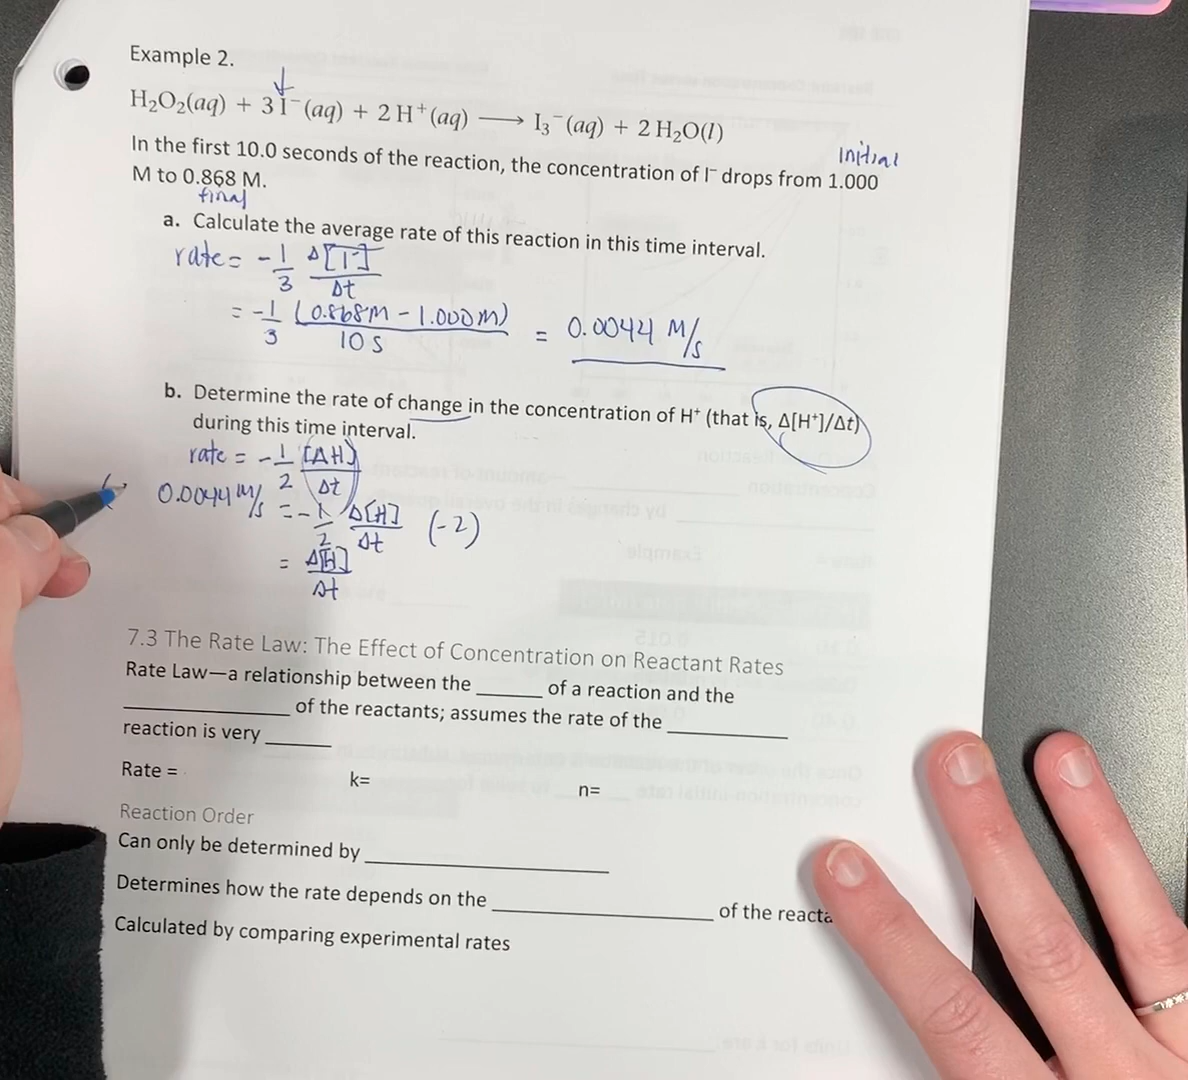 Example 2.
↓
H₂O₂(aq) + 3 I⁻(aq) + 2 H⁺(aq) ⟶ I₃⁻(aq) + 2 H₂O(l)
Initial
In the first 10.0 seconds of the reaction, the concentration of I⁻ drops from 1.000
M to 0.868 M.
final
a. Calculate the average rate of this reaction in this time interval.
rate = -1/3 Δ[I⁻]/Δt
= -1/3 (0.868M - 1.000M)/10 s = 0.0044 M/s
b. Determine the rate of change in the concentration of H⁺ (that is, Δ[H⁺]/Δt)
during this time interval.
rate = -1/2 [ΔH]/Δt
0.0044 M/s = -1/2 Δ[H]/Δt (-2)
= Δ[H]/Δt
7.3 The Rate Law: The Effect of Concentration on Reactant Rates
Rate Law—a relationship between the ______ of a reaction and the
______ of the reactants; assumes the rate of the ______
reaction is very ______
Rate = k= n=
Reaction Order
Can only be determined by ______
Determines how the rate depends on the ______ of the reacta
Calculated by comparing experimental rates